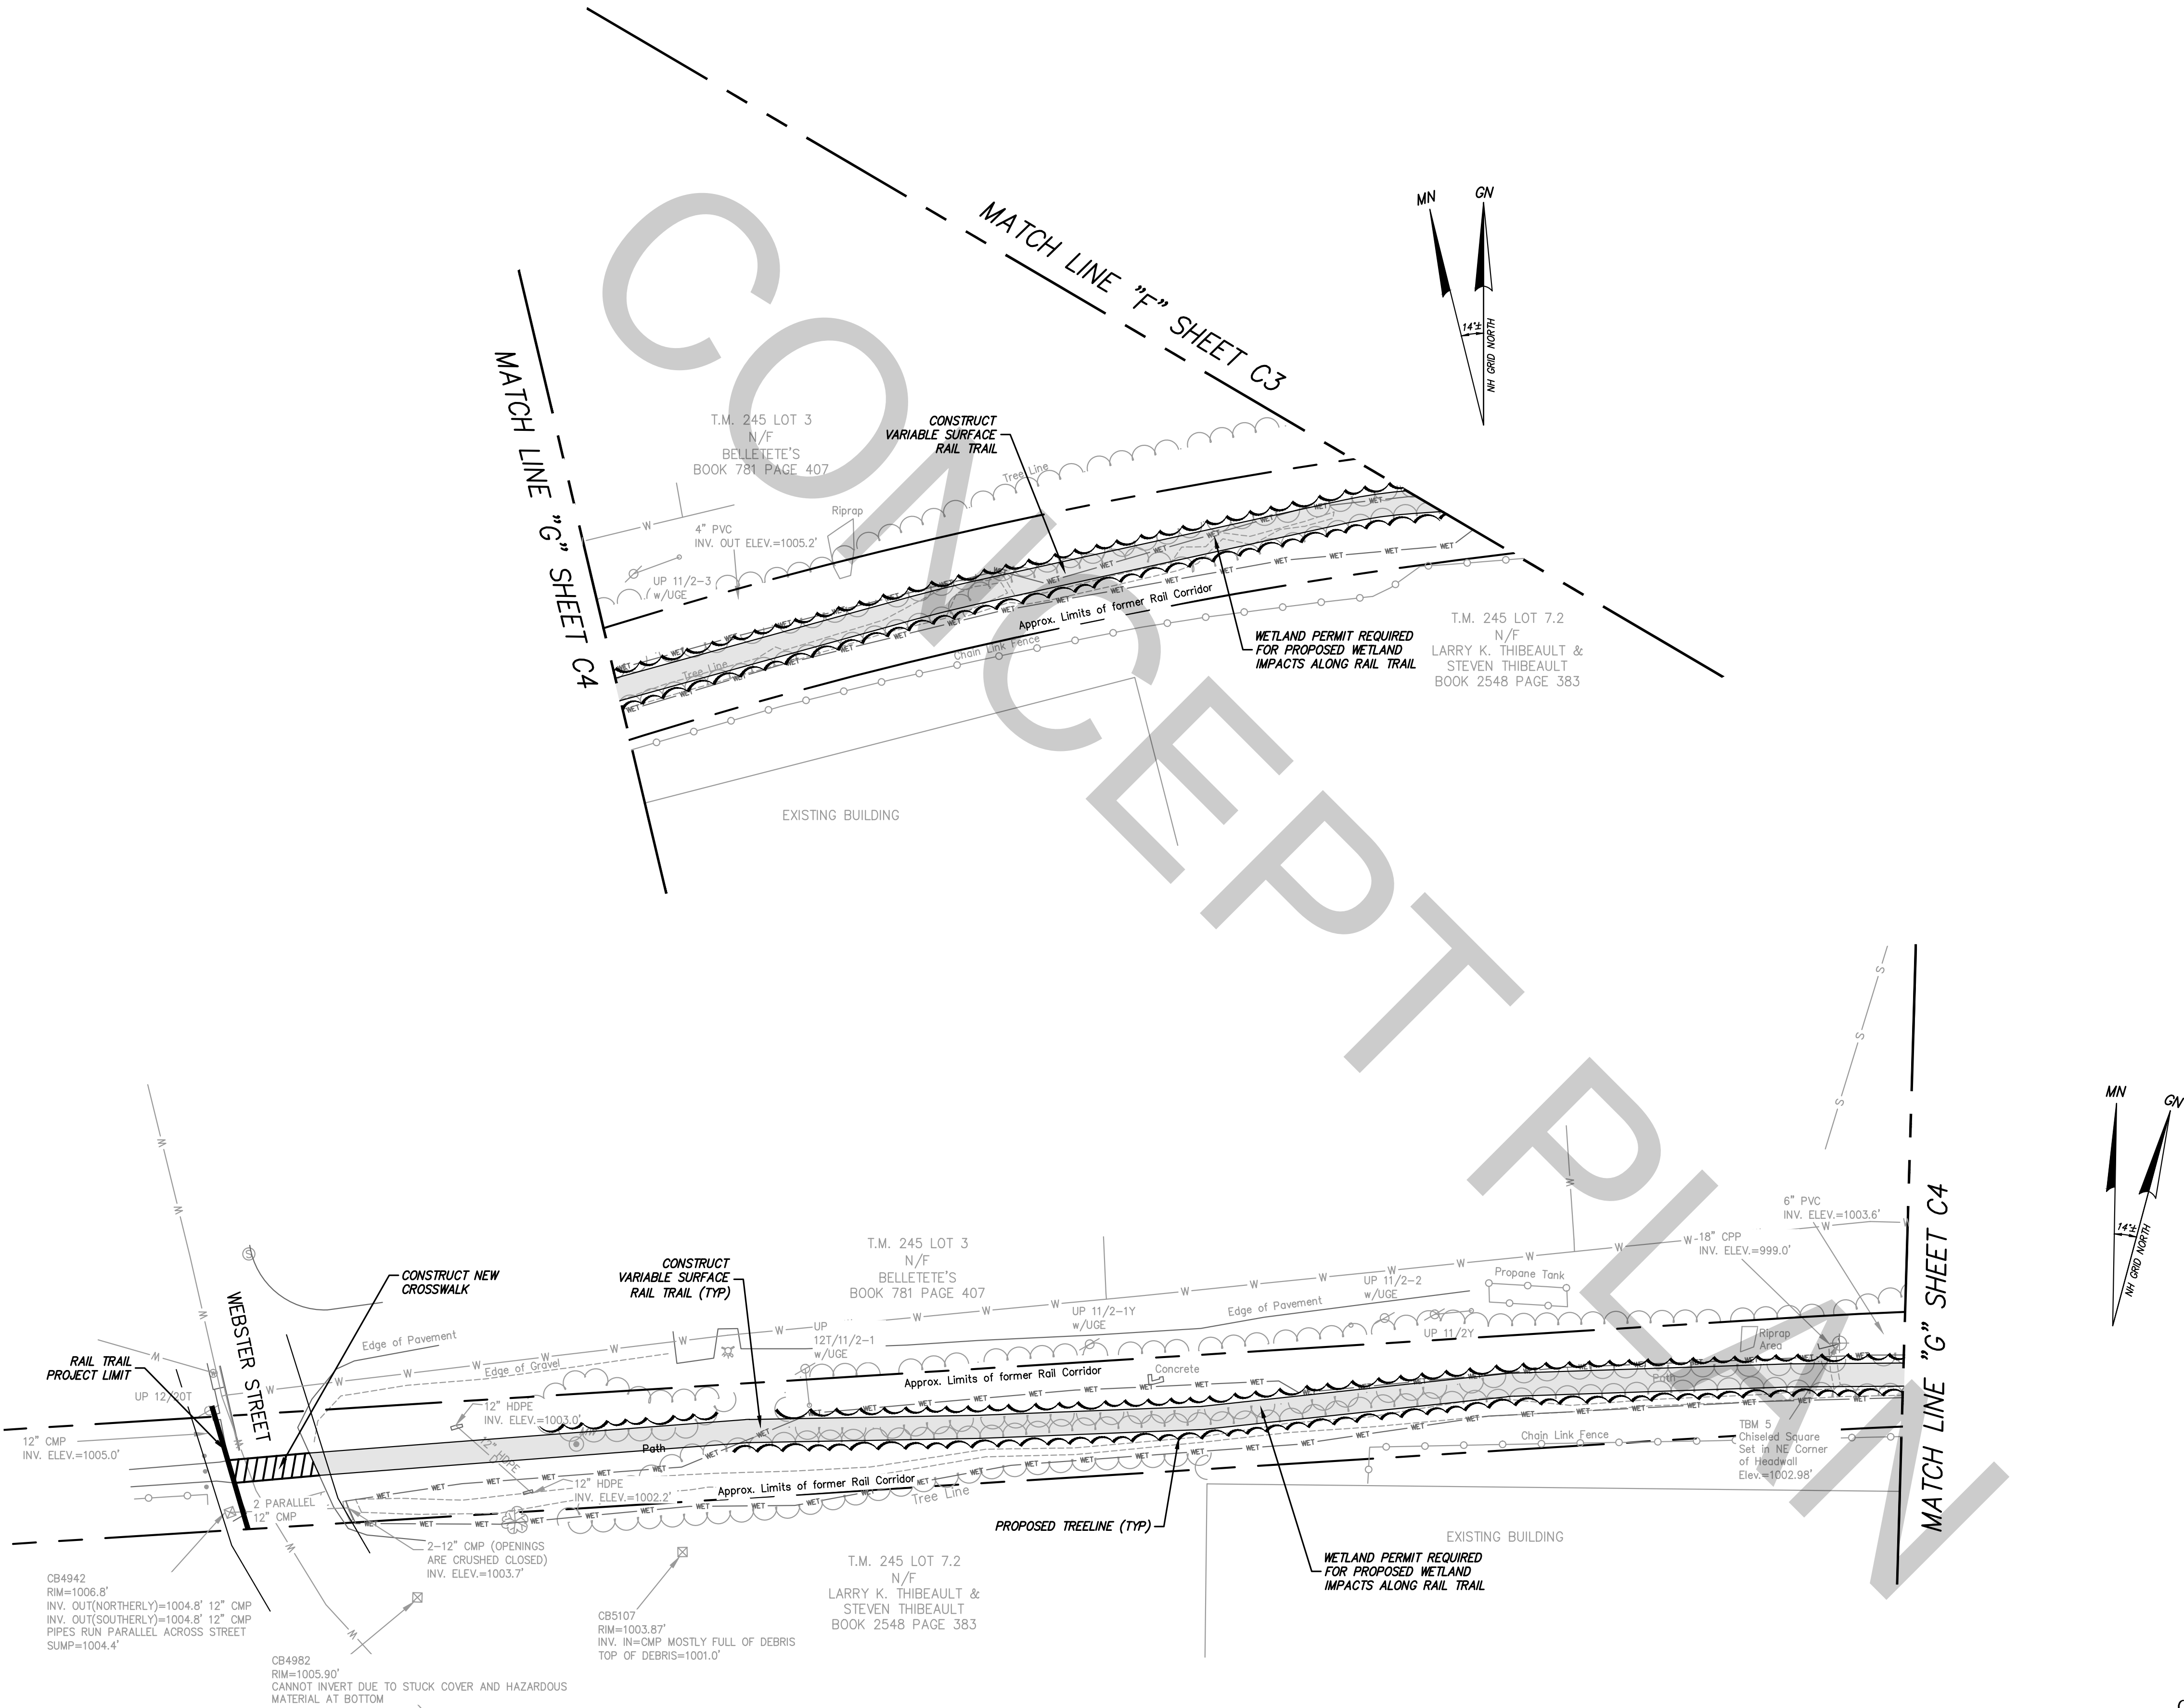 CONCEPT PLAN
MATCH LINE "F" SHEET C3
MN
GN
14°±
NH GRID NORTH
MATCH LINE "G" SHEET C4
T.M. 245 LOT 3
N/F
BELLETETE'S
BOOK 781 PAGE 407
CONSTRUCT
VARIABLE SURFACE
RAIL TRAIL
Tree Line
Riprap
W
4" PVC
INV. OUT ELEV.=1005.2'
UP 11/2-3
w/UGE
WET
Approx. Limits of former Rail Corridor
Chain Link Fence
Tree Line
WETLAND PERMIT REQUIRED
FOR PROPOSED WETLAND
IMPACTS ALONG RAIL TRAIL
T.M. 245 LOT 7.2
N/F
LARRY K. THIBEAULT &
STEVEN THIBEAULT
BOOK 2548 PAGE 383
EXISTING BUILDING
MN
GN
14°±
NH GRID NORTH
MATCH LINE "G" SHEET C4
S
S
S
6" PVC
INV. ELEV.=1003.6'
18" CPP
INV. ELEV.=999.0'
Propane Tank
T.M. 245 LOT 3
N/F
BELLETETE'S
BOOK 781 PAGE 407
CONSTRUCT
VARIABLE SURFACE
RAIL TRAIL (TYP)
CONSTRUCT NEW
CROSSWALK
WEBSTER STREET
S
RAIL TRAIL
PROJECT LIMIT
UP 12/20T
Edge of Pavement
Edge of Gravel
UP
12T/11/2-1
w/UGE
UP 11/2-1Y
w/UGE
Edge of Pavement
UP 11/2-2
w/UGE
UP 11/2Y
Riprap
Area
Approx. Limits of former Rail Corridor
Concrete
Path
12" HDPE
INV. ELEV.=1003.0'
12" HDPE
12" CMP
INV. ELEV.=1005.0'
Path
12" HDPE
INV. ELEV.=1002.2'
Approx. Limits of former Rail Corridor
Tree Line
Chain Link Fence
TBM 5
Chiseled Square
Set in NE Corner
of Headwall
Elev.=1002.98'
2 PARALLEL
12" CMP
2-12" CMP (OPENINGS
ARE CRUSHED CLOSED)
INV. ELEV.=1003.7'
PROPOSED TREELINE (TYP)
EXISTING BUILDING
WETLAND PERMIT REQUIRED
FOR PROPOSED WETLAND
IMPACTS ALONG RAIL TRAIL
T.M. 245 LOT 7.2
N/F
LARRY K. THIBEAULT &
STEVEN THIBEAULT
BOOK 2548 PAGE 383
CB4942
RIM=1006.8'
INV. OUT(NORTHERLY)=1004.8' 12" CMP
INV. OUT(SOUTHERLY)=1004.8' 12" CMP
PIPES RUN PARALLEL ACROSS STREET
SUMP=1004.4'
CB5107
RIM=1003.87'
INV. IN=CMP MOSTLY FULL OF DEBRIS
TOP OF DEBRIS=1001.0'
CB4982
RIM=1005.90'
CANNOT INVERT DUE TO STUCK COVER AND HAZARDOUS
MATERIAL AT BOTTOM